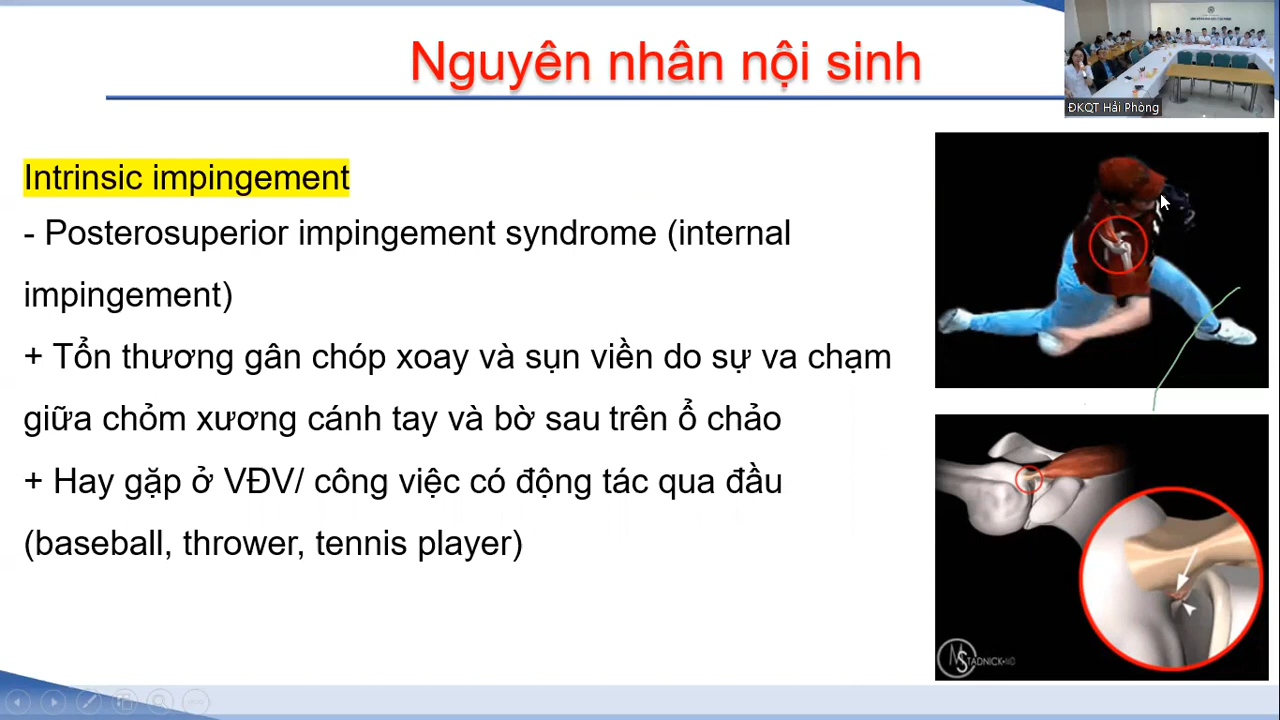 Nguyên nhân nội sinh
ĐKQT Hải Phòng
Intrinsic impingement
- Posterosuperior impingement syndrome (internal
impingement)
+ Tổn thương gân chóp xoay và sụn viền do sự va chạm
giữa chỏm xương cánh tay và bờ sau trên ổ chảo
+ Hay gặp ở VĐV/ công việc có động tác qua đầu
(baseball, thrower, tennis player)
MSTADNICK·MD